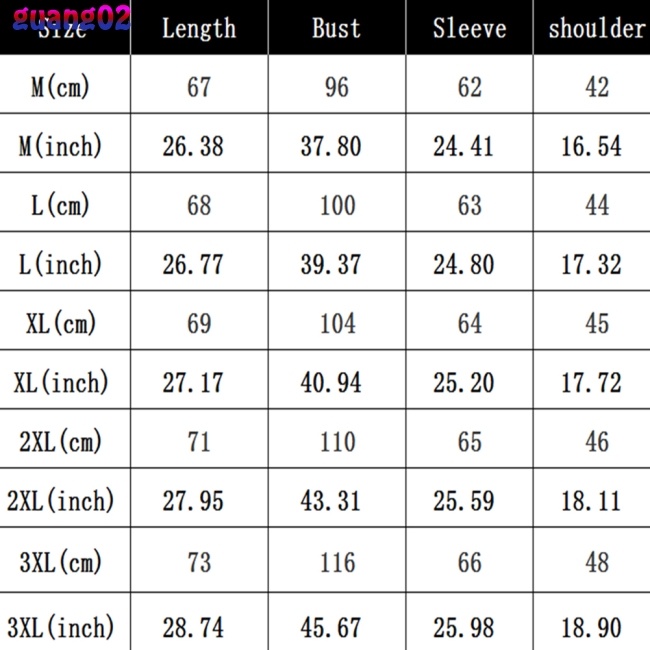 guang02
Size Length Bust Sleeve shoulder
M(cm) 67 96 62 42
M(inch) 26.38 37.80 24.41 16.54
L(cm) 68 100 63 44
L(inch) 26.77 39.37 24.80 17.32
XL(cm) 69 104 64 45
XL(inch) 27.17 40.94 25.20 17.72
2XL(cm) 71 110 65 46
2XL(inch) 27.95 43.31 25.59 18.11
3XL(cm) 73 116 66 48
3XL(inch) 28.74 45.67 25.98 18.90